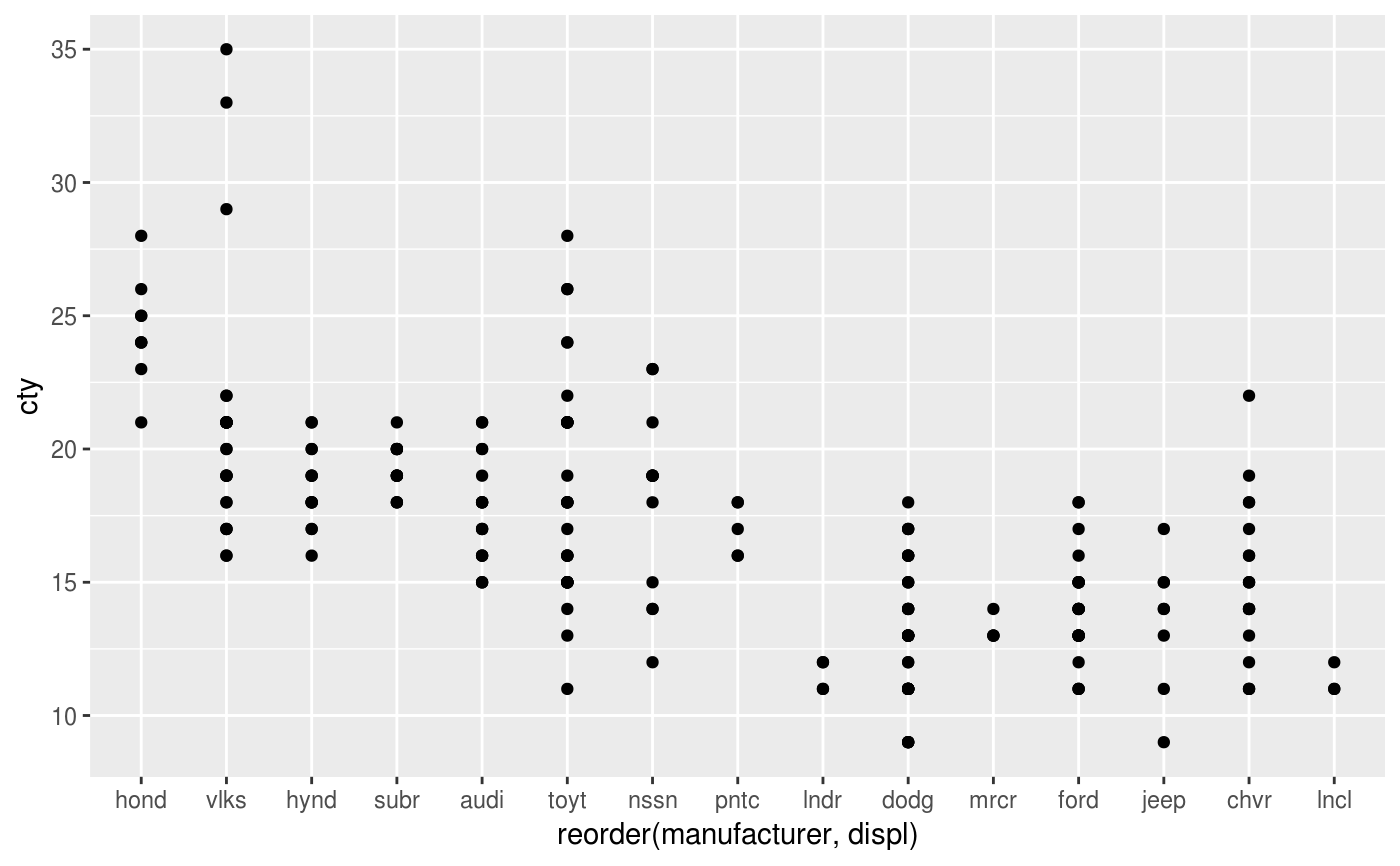 35
30
25
20
15
10
cty
hond vlks hynd subr audi toyt nssn pntc lndr dodg mrcr ford jeep chvr lncl
reorder(manufacturer, displ)